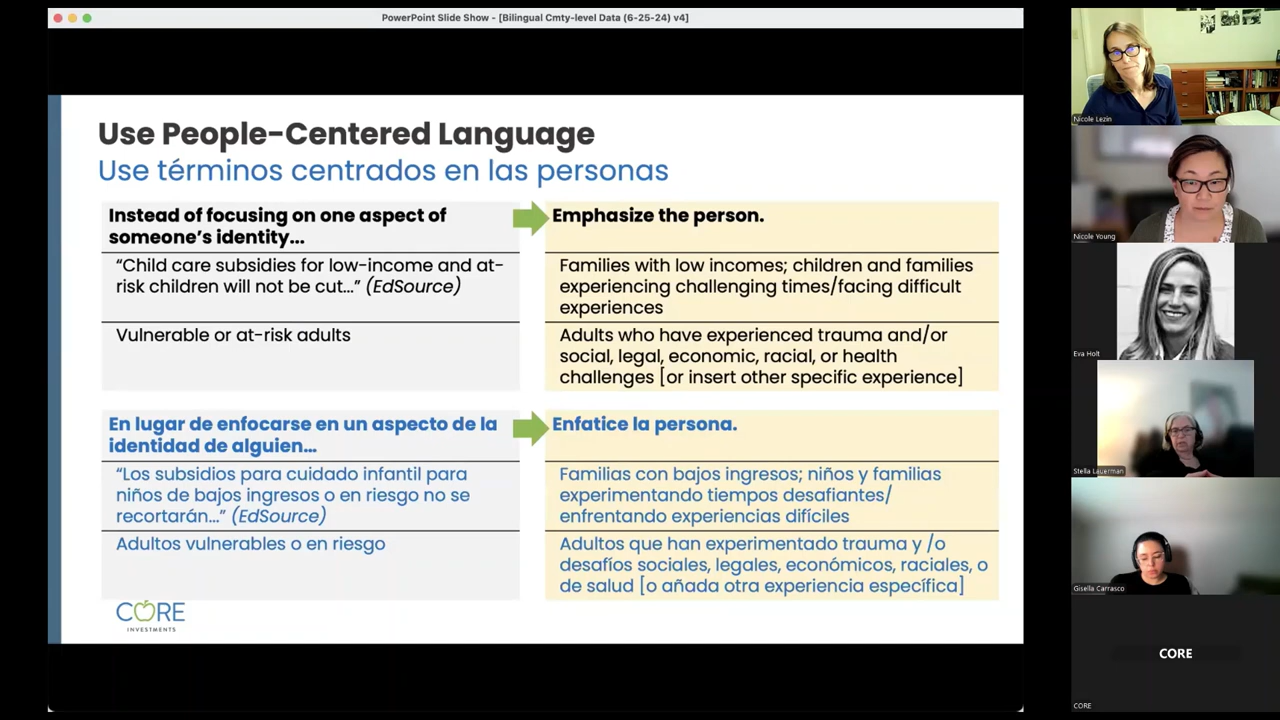 PowerPoint Slide Show - [Bilingual Cmty-level Data (6-25-24) v4]
Use People-Centered Language
Use términos centrados en las personas
Instead of focusing on one aspect of
someone's identity...
Emphasize the person.
"Child care subsidies for low-income and at-
risk children will not be cut..." (EdSource)
Families with low incomes; children and families
experiencing challenging times/facing difficult
experiences
Vulnerable or at-risk adults
Adults who have experienced trauma and/or
social, legal, economic, racial, or health
challenges [or insert other specific experience]
En lugar de enfocarse en un aspecto de la
identidad de alguien...
Enfatice la persona.
"Los subsidios para cuidado infantil para
niños de bajos ingresos o en riesgo no se
recortarán..." (EdSource)
Familias con bajos ingresos; niños y familias
experimentando tiempos desafiantes/
enfrentando experiencias difíciles
Adultos vulnerables o en riesgo
Adultos que han experimentado trauma y /o
desafíos sociales, legales, económicos, raciales, o
de salud [o añada otra experiencia específica]
CORE
INVESTMENTS
Nicole Lezin
Nicole Young
Eva Holt
Stella Lauerman
Gisella Carrasco
CORE
CORE